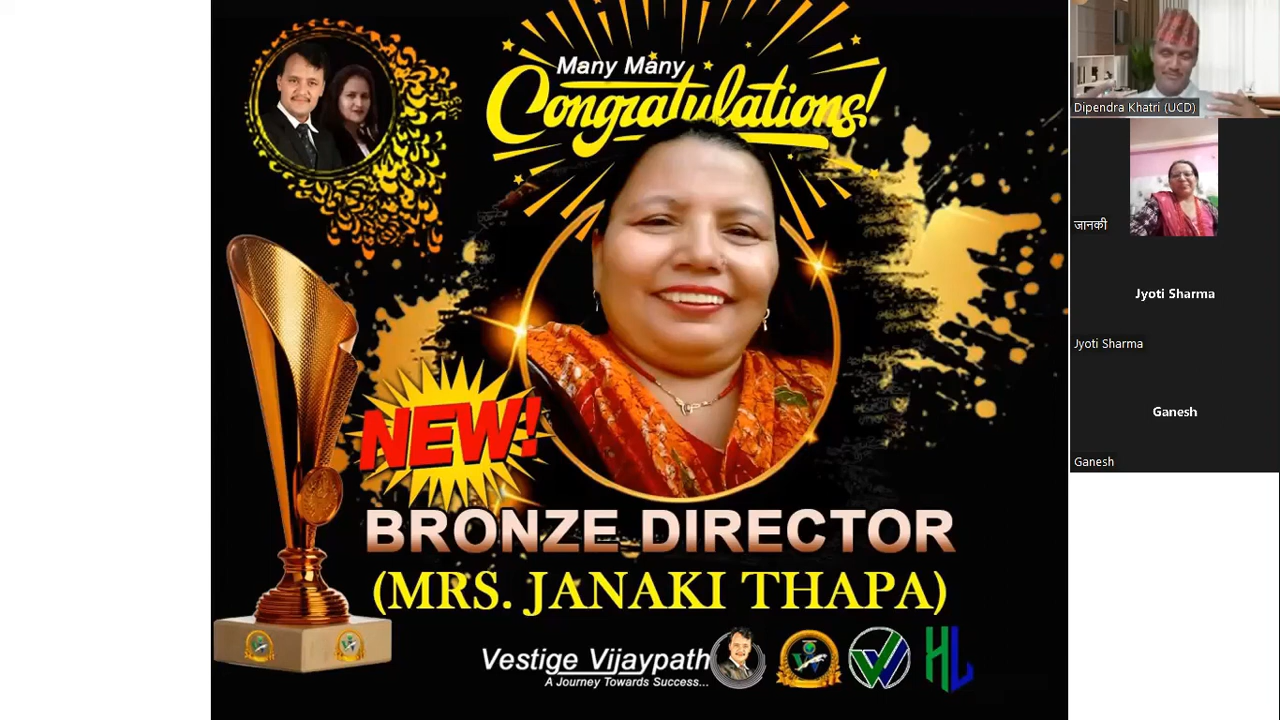 Many Many
Congratulations!
NEW!
BRONZE DIRECTOR
(MRS. JANAKI THAPA)
Vestige Vijaypath
A Journey Towards Success...
HL
Dipendra Khatri (UCD)
जानकी
Jyoti Sharma
Jyoti Sharma
Ganesh
Ganesh